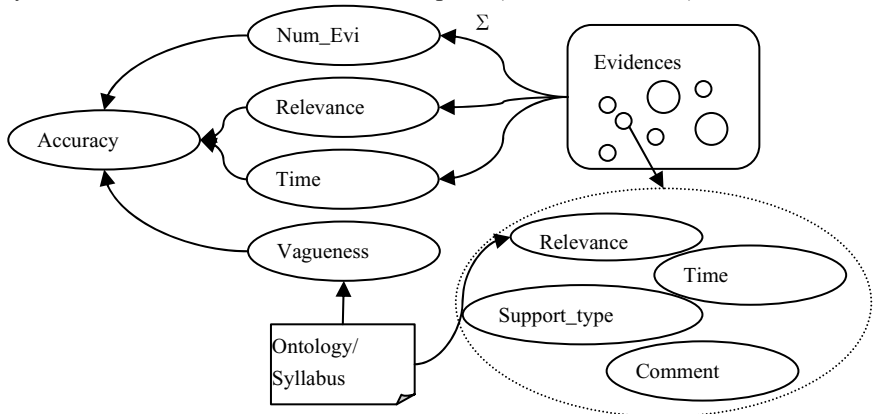 Num_Evi
Σ
Evidences
Relevance
Accuracy
Time
Vagueness
Relevance
Time
Support_type
Ontology/
Syllabus
Comment